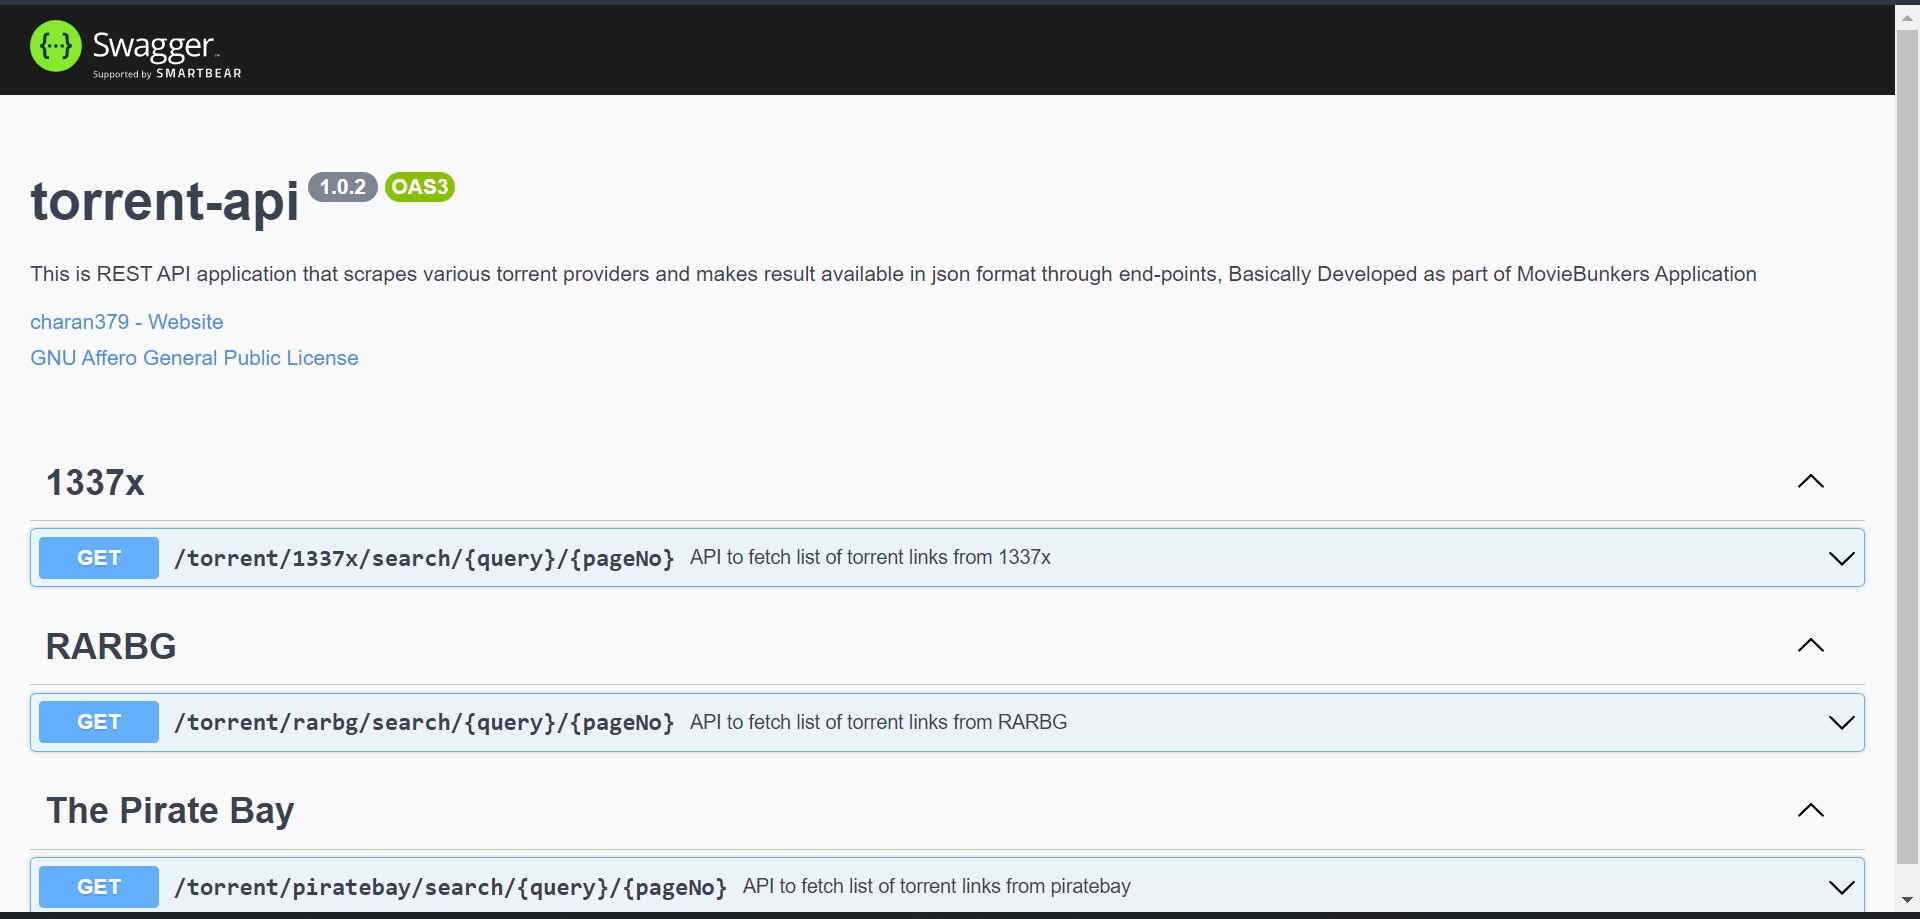 {···} Swagger™
Supported by SMARTBEAR
torrent-api 1.0.2 OAS3
This is REST API application that scrapes various torrent providers and makes result available in json format through end-points, Basically Developed as part of MovieBunkers Application
charan379 - Website
GNU Affero General Public License
1337x
GET /torrent/1337x/search/{query}/{pageNo} API to fetch list of torrent links from 1337x
RARBG
GET /torrent/rarbg/search/{query}/{pageNo} API to fetch list of torrent links from RARBG
The Pirate Bay
GET /torrent/piratebay/search/{query}/{pageNo} API to fetch list of torrent links from piratebay